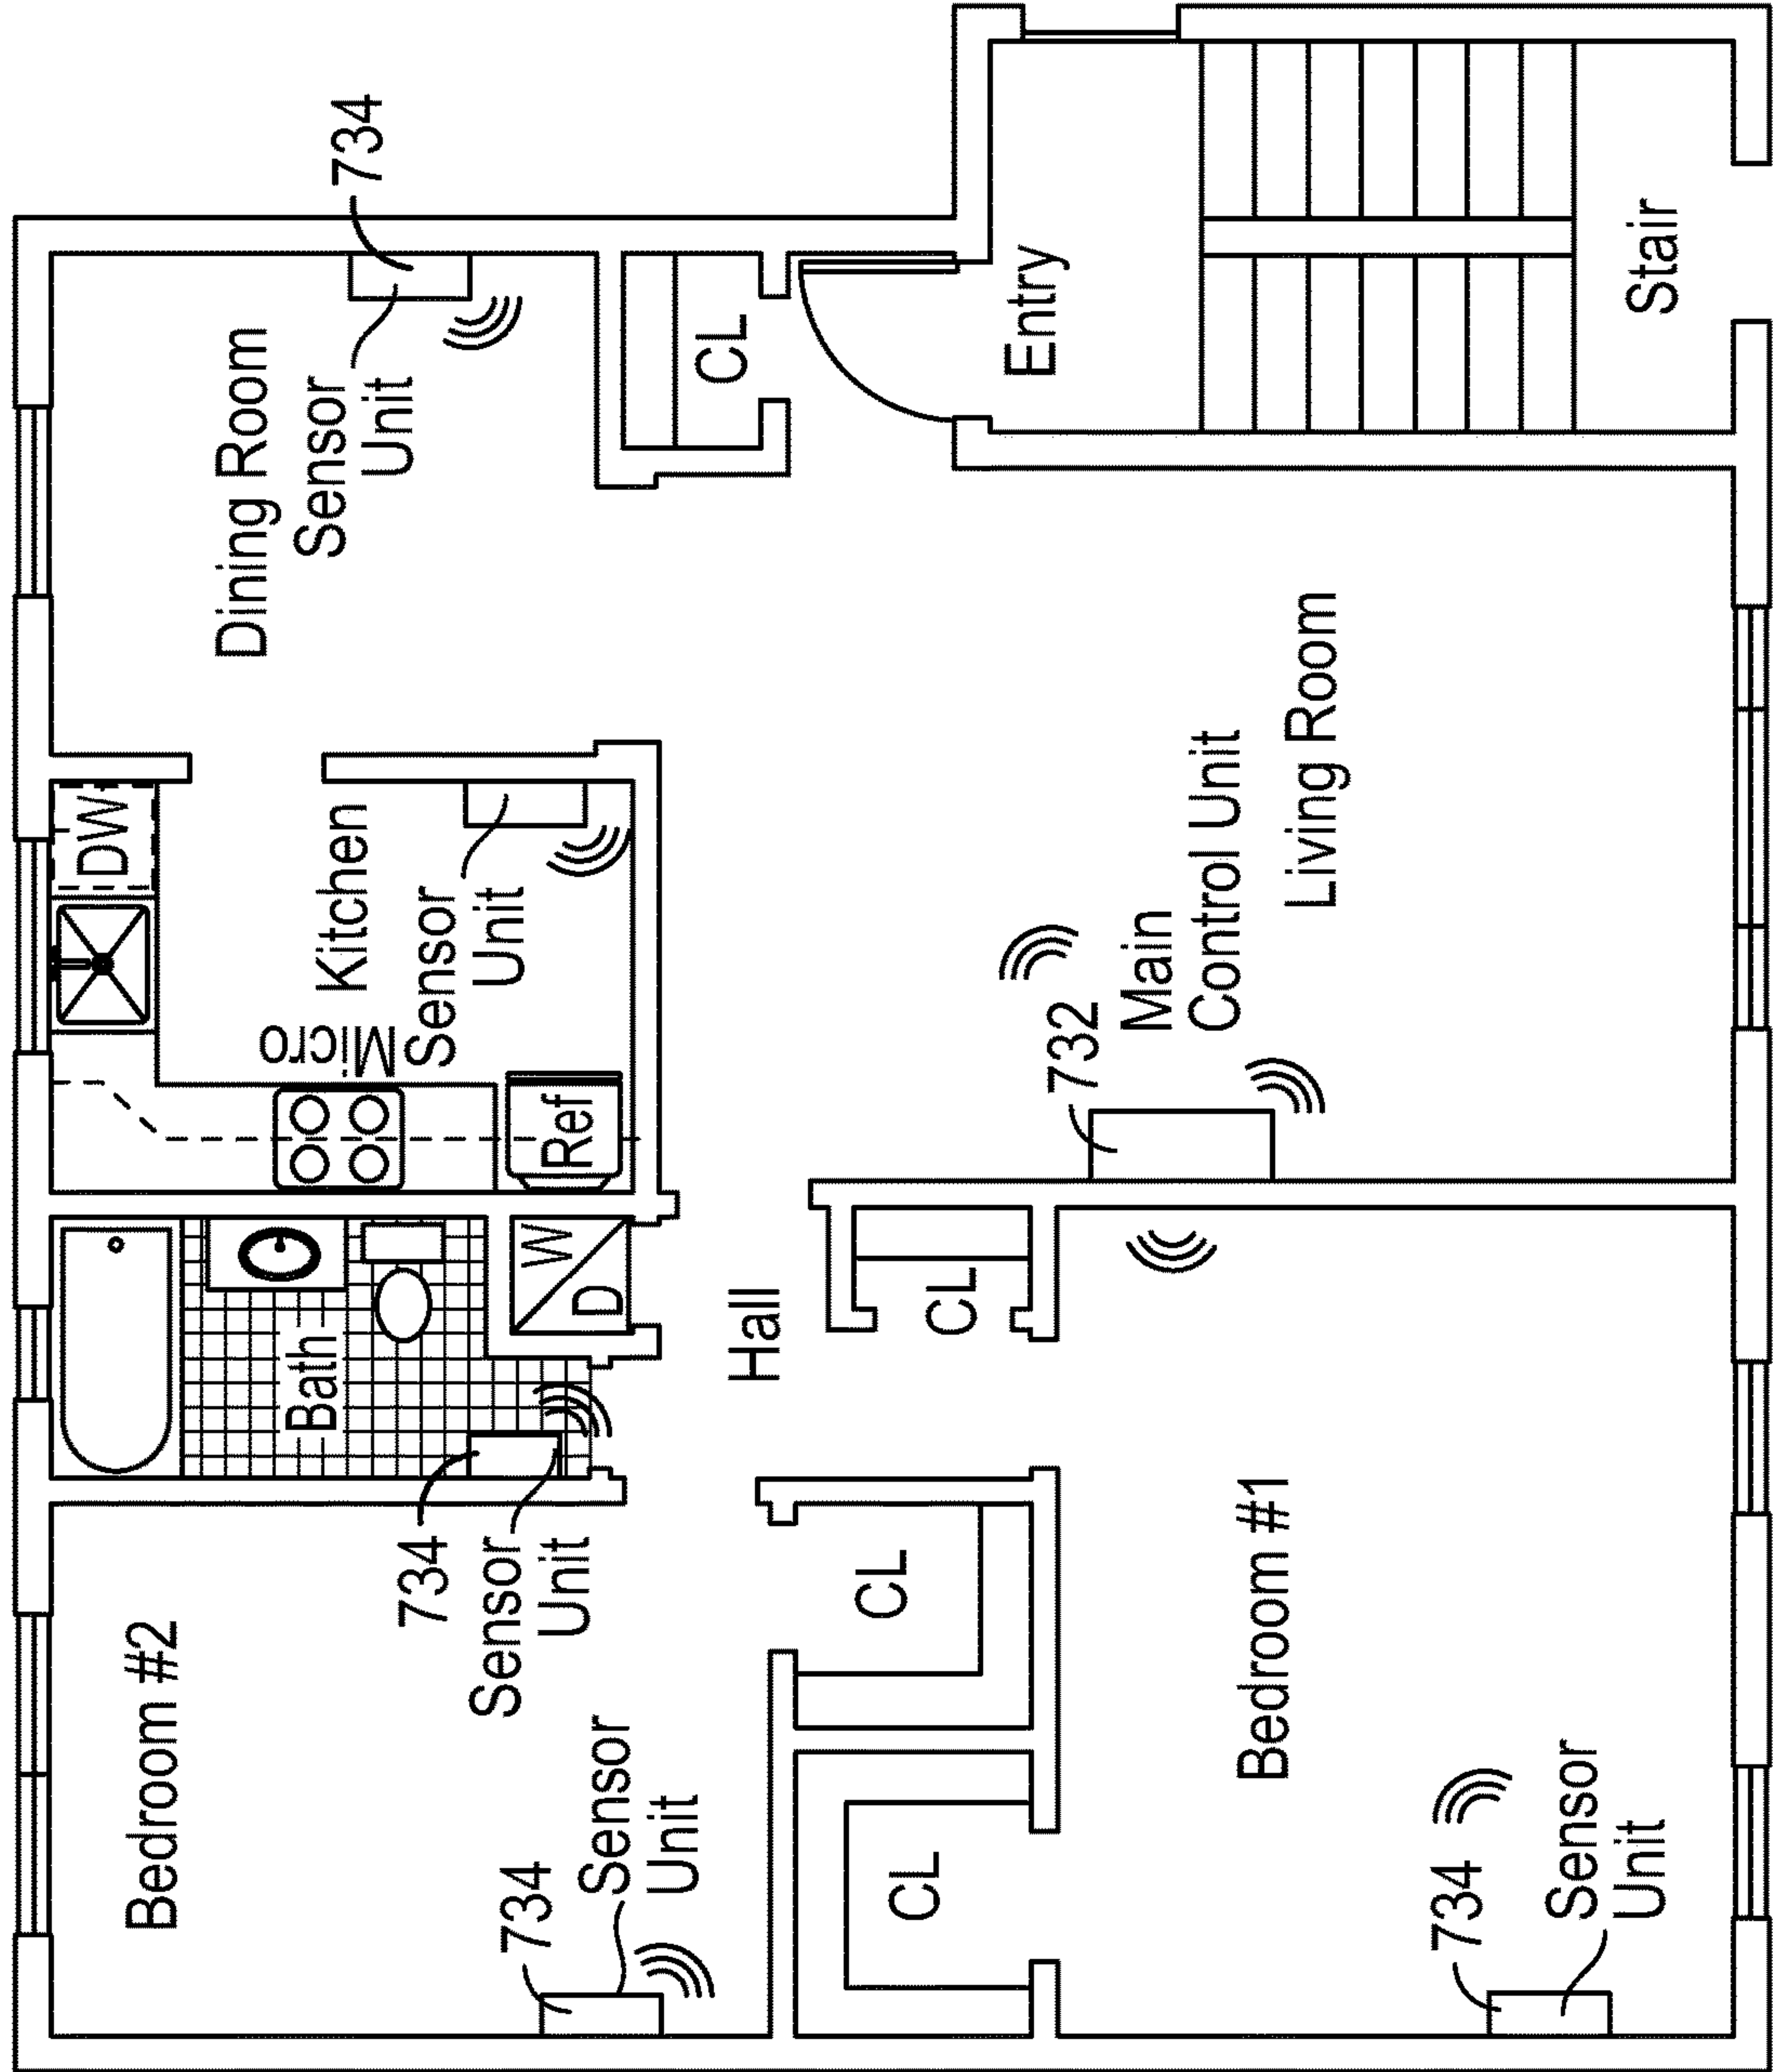 Bedroom #2
734
Sensor
Unit
734
Sensor
Unit
Bath
W
D
DW
Kitchen
Micro
Sensor
Unit
Ref
Dining Room
Sensor
Unit
734
CL
Entry
Stair
Hall
CL
CL
CL
732
Main
Control Unit
Living Room
Bedroom #1
734
Sensor
Unit